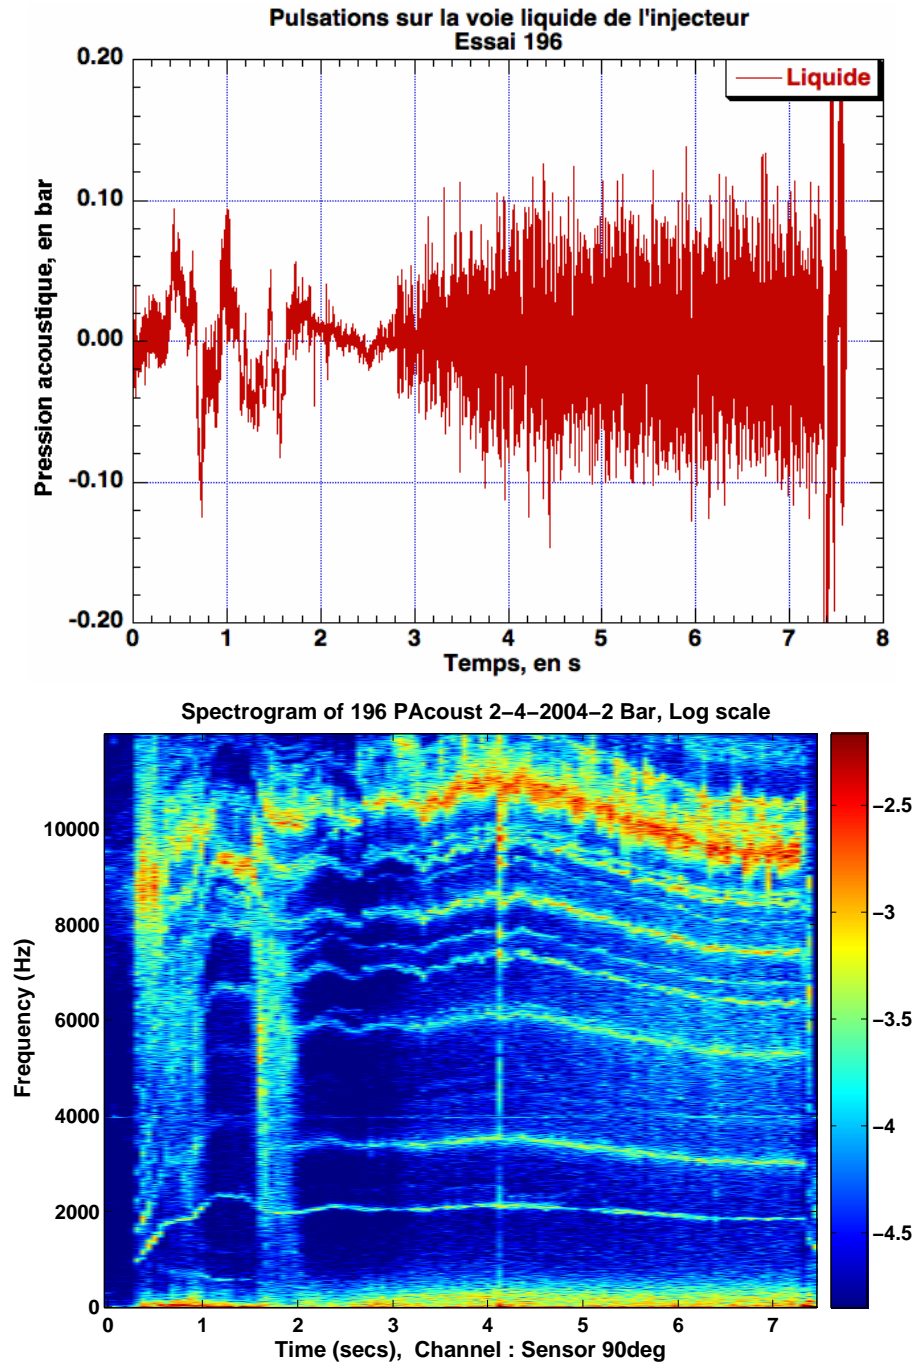 Pulsations sur la voie liquide de l'injecteur
Essai 196
Liquide
0.20
0.10
0.00
-0.10
-0.20
Pression acoustique, en bar
0 1 2 3 4 5 6 7 8
Temps, en s
Spectrogram of 196 PAcoust 2−4−2004−2 Bar, Log scale
10000
8000
6000
4000
2000
0
Frequency (Hz)
0 1 2 3 4 5 6 7
Time (secs), Channel : Sensor 90deg
−2.5
−3
−3.5
−4
−4.5